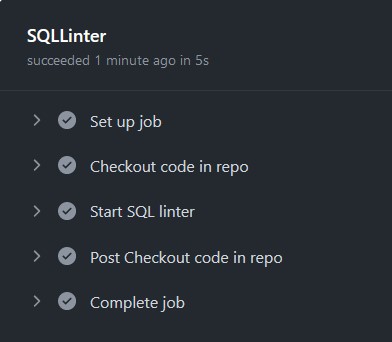 SQLLinter
succeeded 1 minute ago in 5s
Set up job
Checkout code in repo
Start SQL linter
Post Checkout code in repo
Complete job